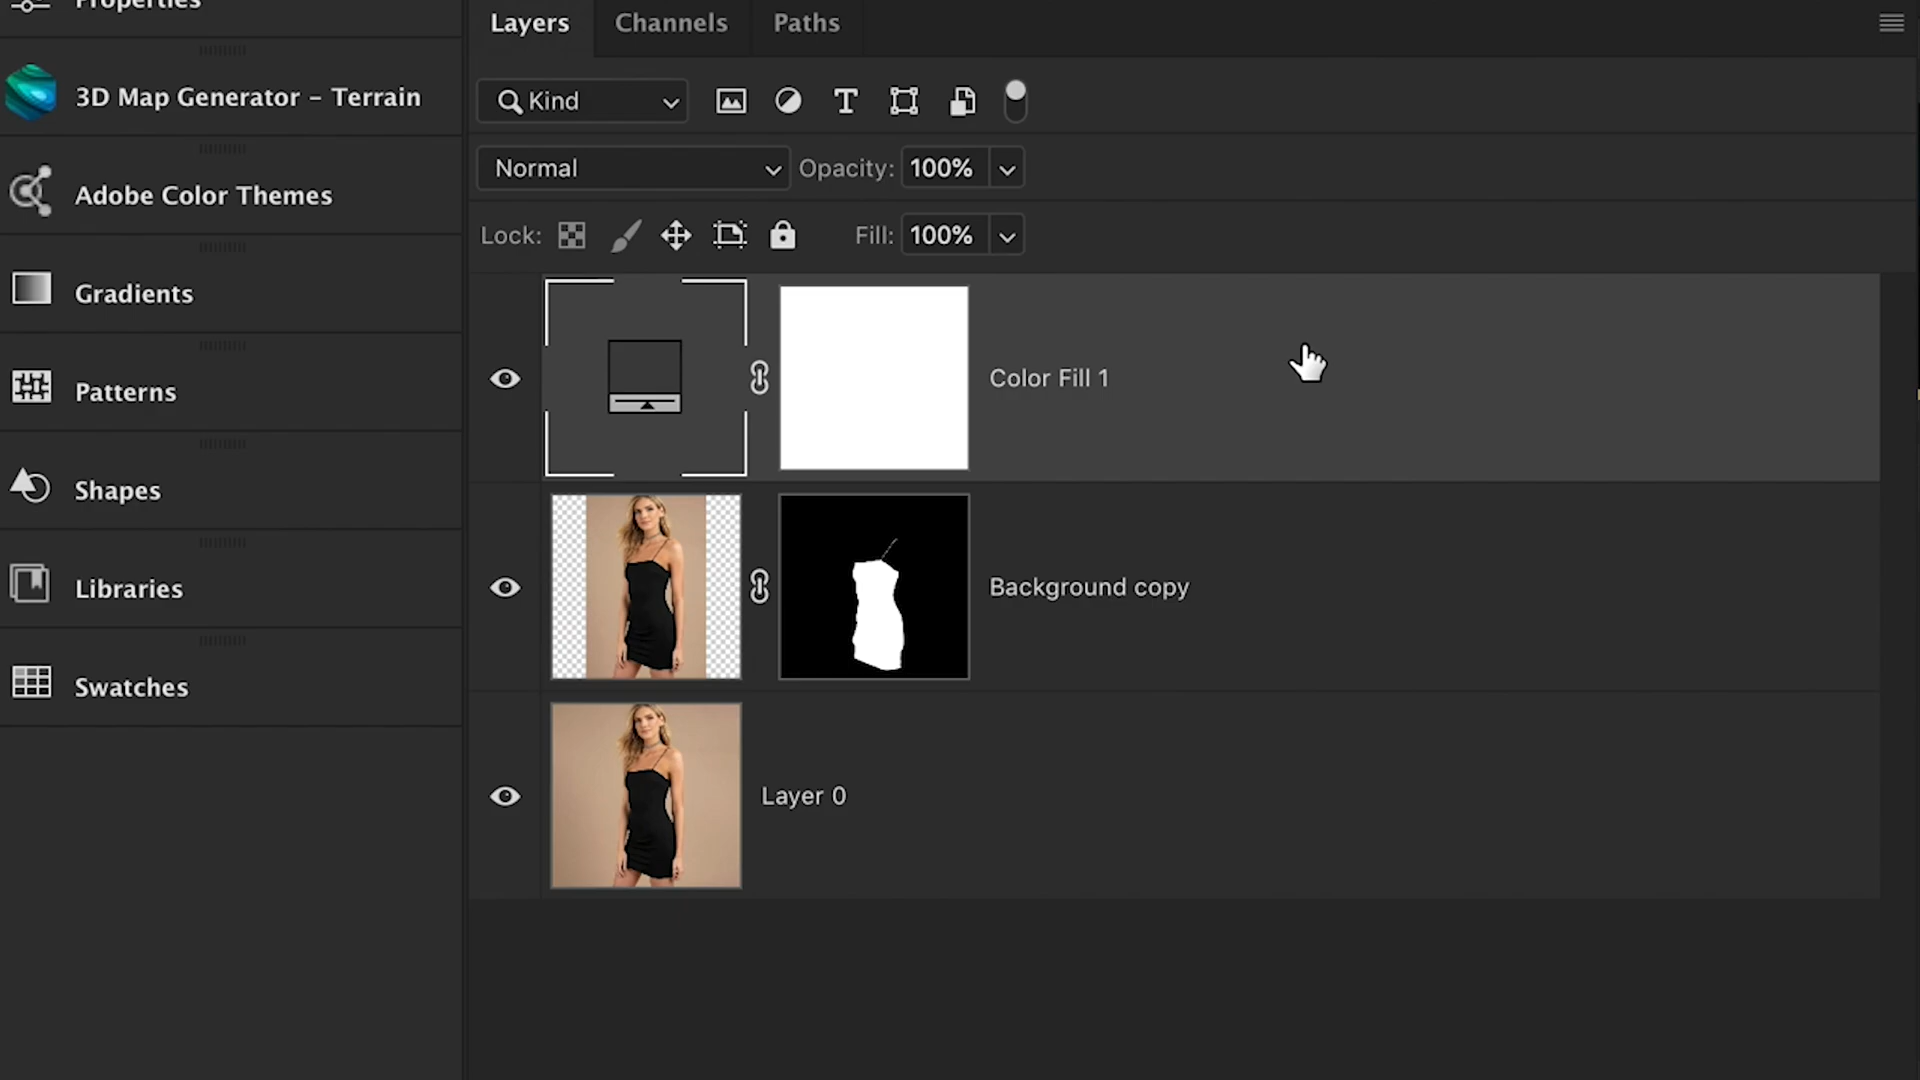 Properties
3D Map Generator – Terrain
Adobe Color Themes
Gradients
Patterns
Shapes
Libraries
Swatches
Layers
Channels
Paths
Kind
Normal
Opacity: 100%
Lock:
Fill: 100%
Color Fill 1
Background copy
Layer 0